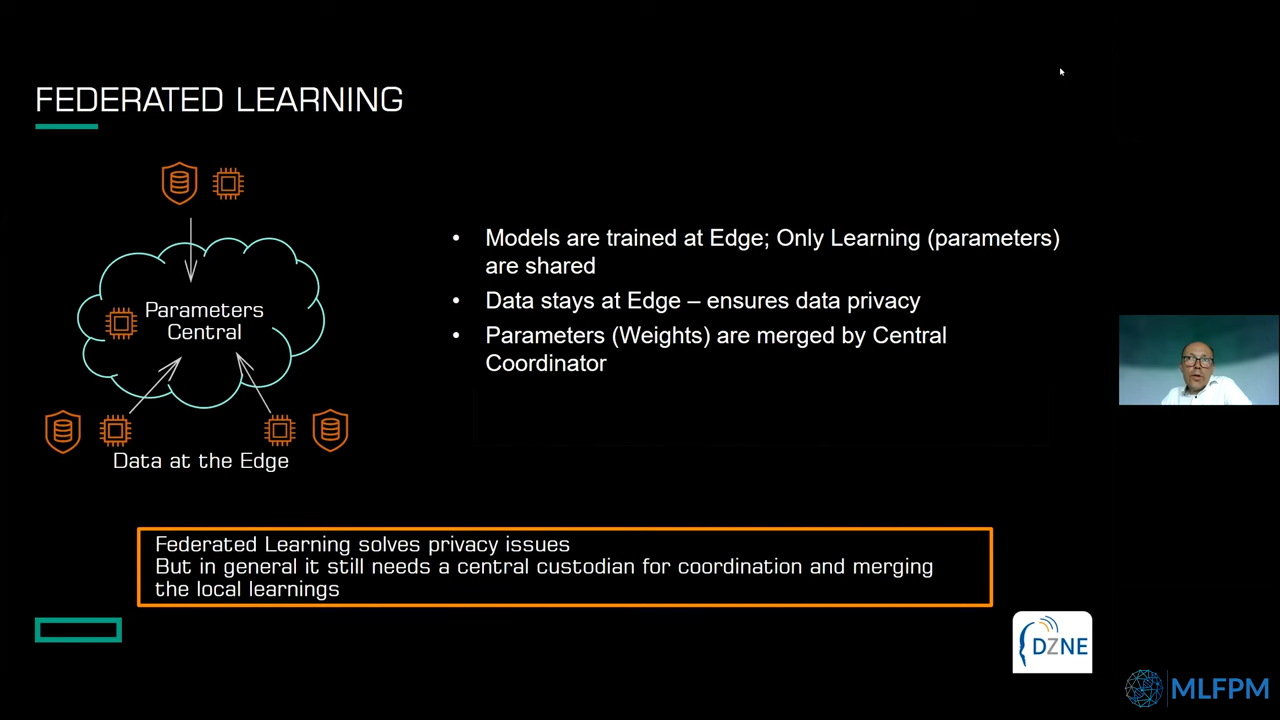 FEDERATED LEARNING
Parameters
Central
Data at the Edge
• Models are trained at Edge; Only Learning (parameters)
are shared
• Data stays at Edge – ensures data privacy
• Parameters (Weights) are merged by Central
Coordinator
Federated Learning solves privacy issues
But in general it still needs a central custodian for coordination and merging
the local learnings
DZNE
MLFPM